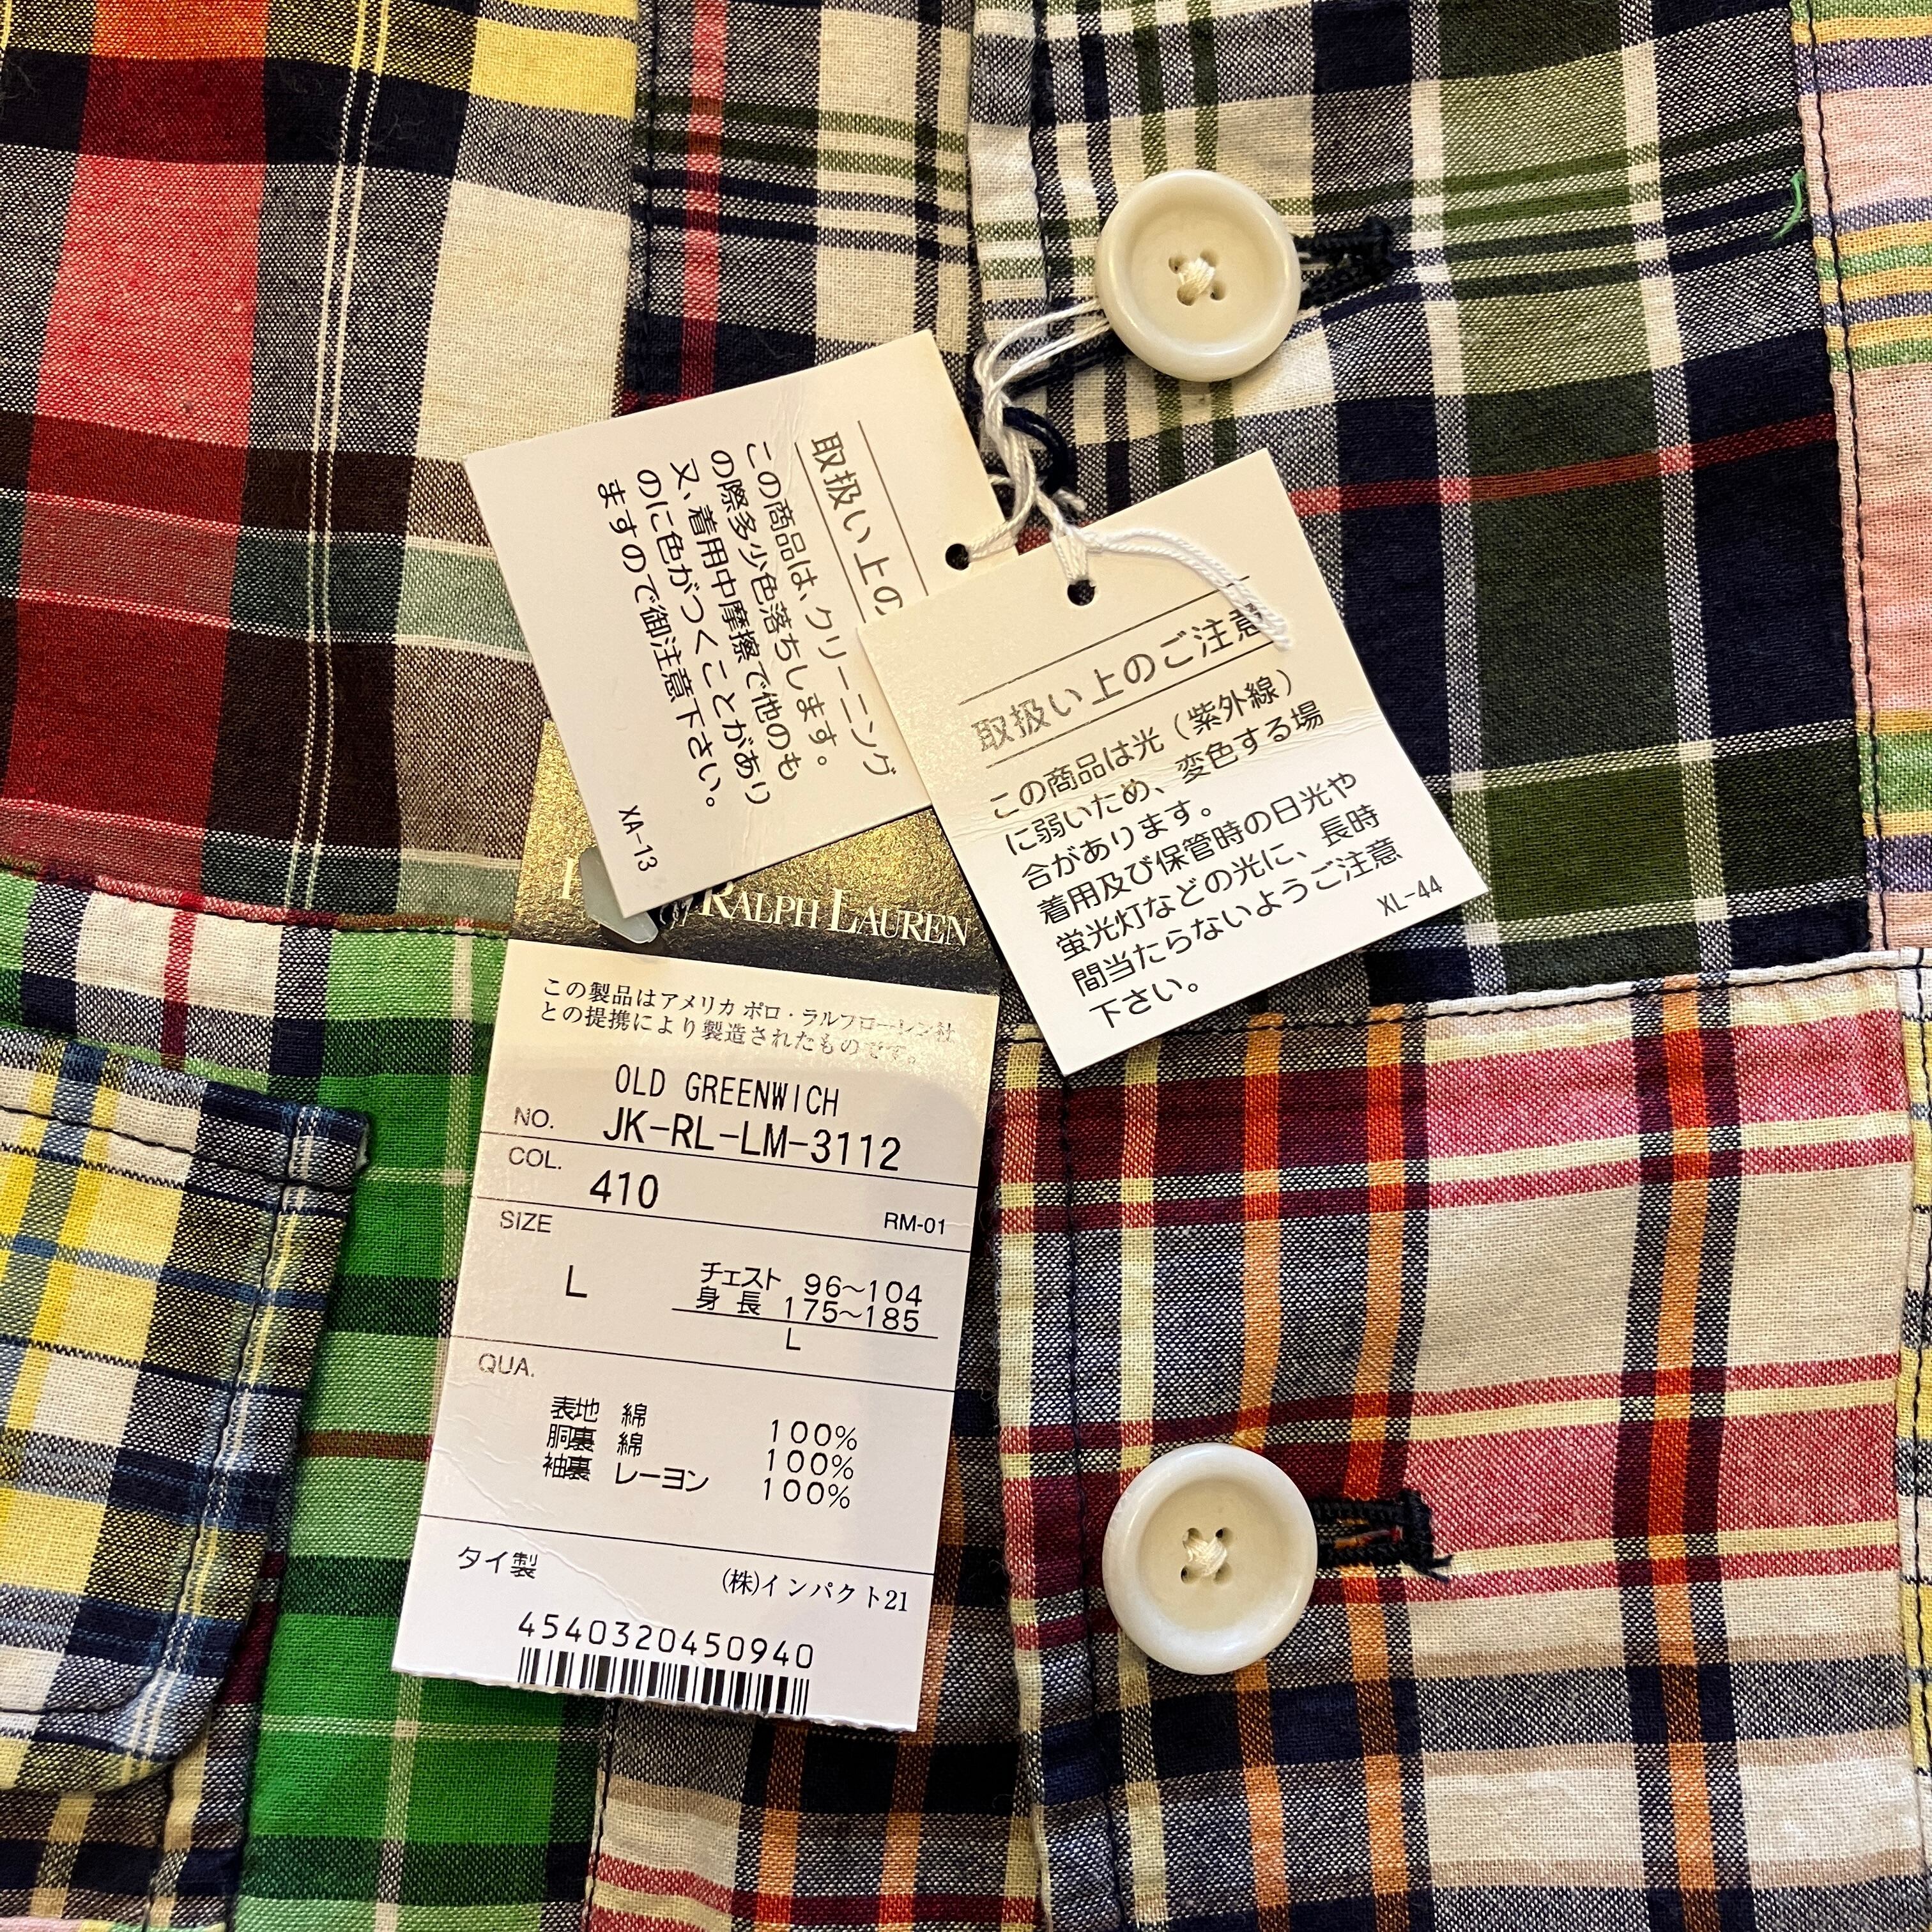 取扱い上の
この商品は、クリーニング
の際多少色落ちします。
又、着用中摩擦で他のも
のに色がつくことがあり
ますので御注意下さい。
XA-13
取扱い上のご注意
この商品は光（紫外線）
に弱いため、変色する場
合があります。
着用及び保管時の日光や
蛍光灯などの光に、長時
間当たらないようご注意
下さい。
XL-44
RALPH LAUREN
この製品はアメリカ ポロ・ラルフローレン社
との提携により製造されたものです。
OLD GREENWICH
NO. JK-RL-LM-3112
COL. 410
RM-01
SIZE
L
チェスト 96〜104
身長 175〜185
L
QUA.
表地 綿 100%
胴裏 綿 100%
袖裏 レーヨン 100%
タイ製
(株)インパクト21
4540320450940